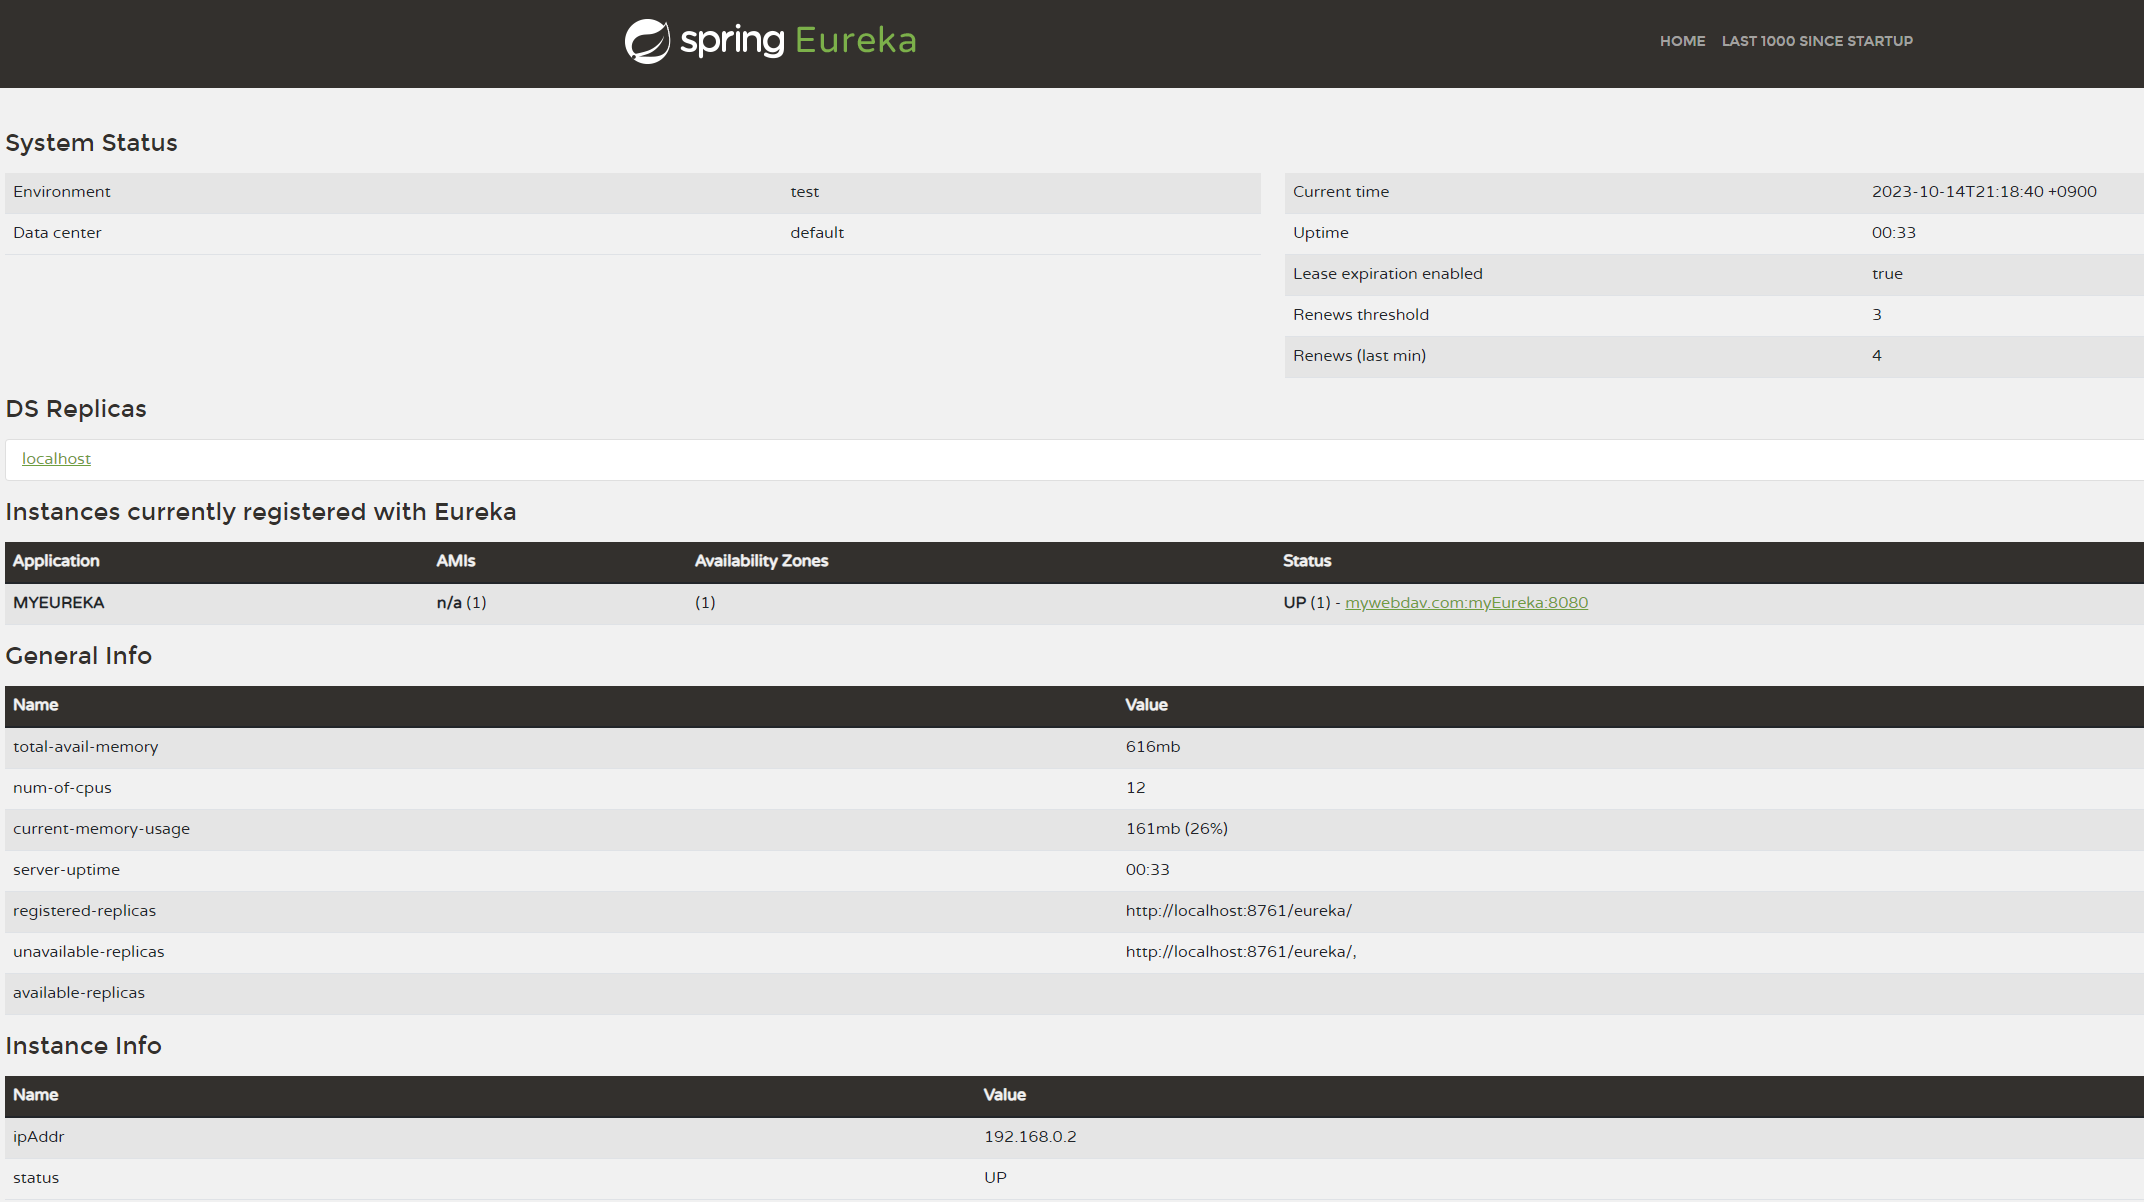 spring Eureka
HOME LAST 1000 SINCE STARTUP
System Status
Environment test
Data center default
Current time 2023-10-14T21:18:40 +0900
Uptime 00:33
Lease expiration enabled true
Renews threshold 3
Renews (last min) 4
DS Replicas
localhost
Instances currently registered with Eureka
Application AMIs Availability Zones Status
MYEUREKA n/a (1) (1) UP (1) - mywebdav.com:myEureka:8080
General Info
Name Value
total-avail-memory 616mb
num-of-cpus 12
current-memory-usage 161mb (26%)
server-uptime 00:33
registered-replicas http://localhost:8761/eureka/
unavailable-replicas http://localhost:8761/eureka/,
available-replicas
Instance Info
Name Value
ipAddr 192.168.0.2
status UP